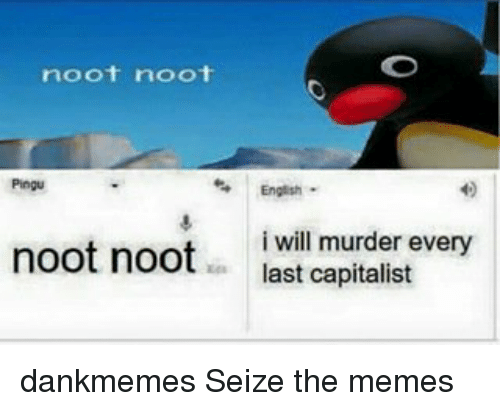 noot noot
Pingu
English
noot noot
i will murder every
last capitalist
dankmemes Seize the memes